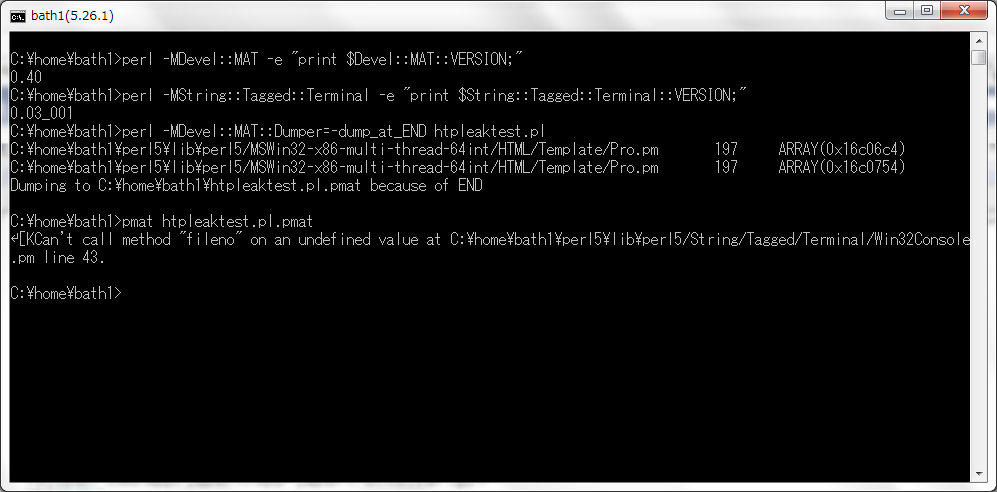 bath1(5.26.1)
C:¥home¥bath1>perl -MDevel::MAT -e "print $Devel::MAT::VERSION;"
0.40
C:¥home¥bath1>perl -MString::Tagged::Terminal -e "print $String::Tagged::Terminal::VERSION;"
0.03_001
C:¥home¥bath1>perl -MDevel::MAT::Dumper=-dump_at_END htpleaktest.pl
C:¥home¥bath1¥perl5¥lib¥perl5/MSWin32-x86-multi-thread-64int/HTML/Template/Pro.pm 197 ARRAY(0x16c06c4)
C:¥home¥bath1¥perl5¥lib¥perl5/MSWin32-x86-multi-thread-64int/HTML/Template/Pro.pm 197 ARRAY(0x16c0754)
Dumping to C:¥home¥bath1¥htpleaktest.pl.pmat because of END
C:¥home¥bath1>pmat htpleaktest.pl.pmat
↲[KCan't call method "fileno" on an undefined value at C:¥home¥bath1¥perl5¥lib¥perl5/String/Tagged/Terminal/Win32Console
.pm line 43.
C:¥home¥bath1>